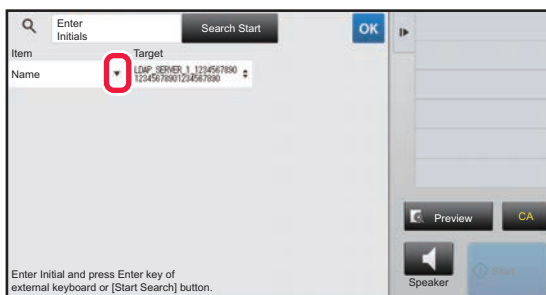 Enter
Initials
Search Start
OK
Item
Target
Name
LDAP_SERVER_1_1234567890
12345678901234567890
Preview
CA
Enter Initial and press Enter key of
external keyboard or [Start Search] button.
Speaker
Start